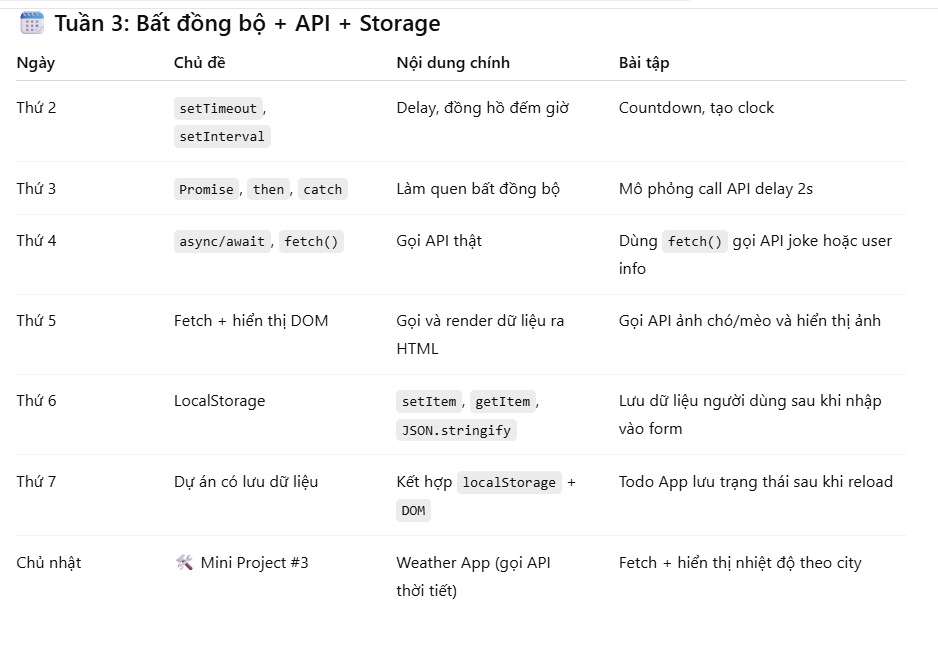 Tuần 3: Bất đồng bộ + API + Storage
Ngày Chủ đề Nội dung chính Bài tập
Thứ 2 setTimeout, Delay, đồng hồ đếm giờ Countdown, tạo clock
setInterval
Thứ 3 Promise, then, catch Làm quen bất đồng bộ Mô phỏng call API delay 2s
Thứ 4 async/await, fetch() Gọi API thật Dùng fetch() gọi API joke hoặc user
info
Thứ 5 Fetch + hiển thị DOM Gọi và render dữ liệu ra Gọi API ảnh chó/mèo và hiển thị ảnh
HTML
Thứ 6 LocalStorage setItem, getItem, Lưu dữ liệu người dùng sau khi nhập
JSON.stringify vào form
Thứ 7 Dự án có lưu dữ liệu Kết hợp localStorage + Todo App lưu trạng thái sau khi reload
DOM
Chủ nhật 🛠️ Mini Project #3 Weather App (gọi API Fetch + hiển thị nhiệt độ theo city
thời tiết)